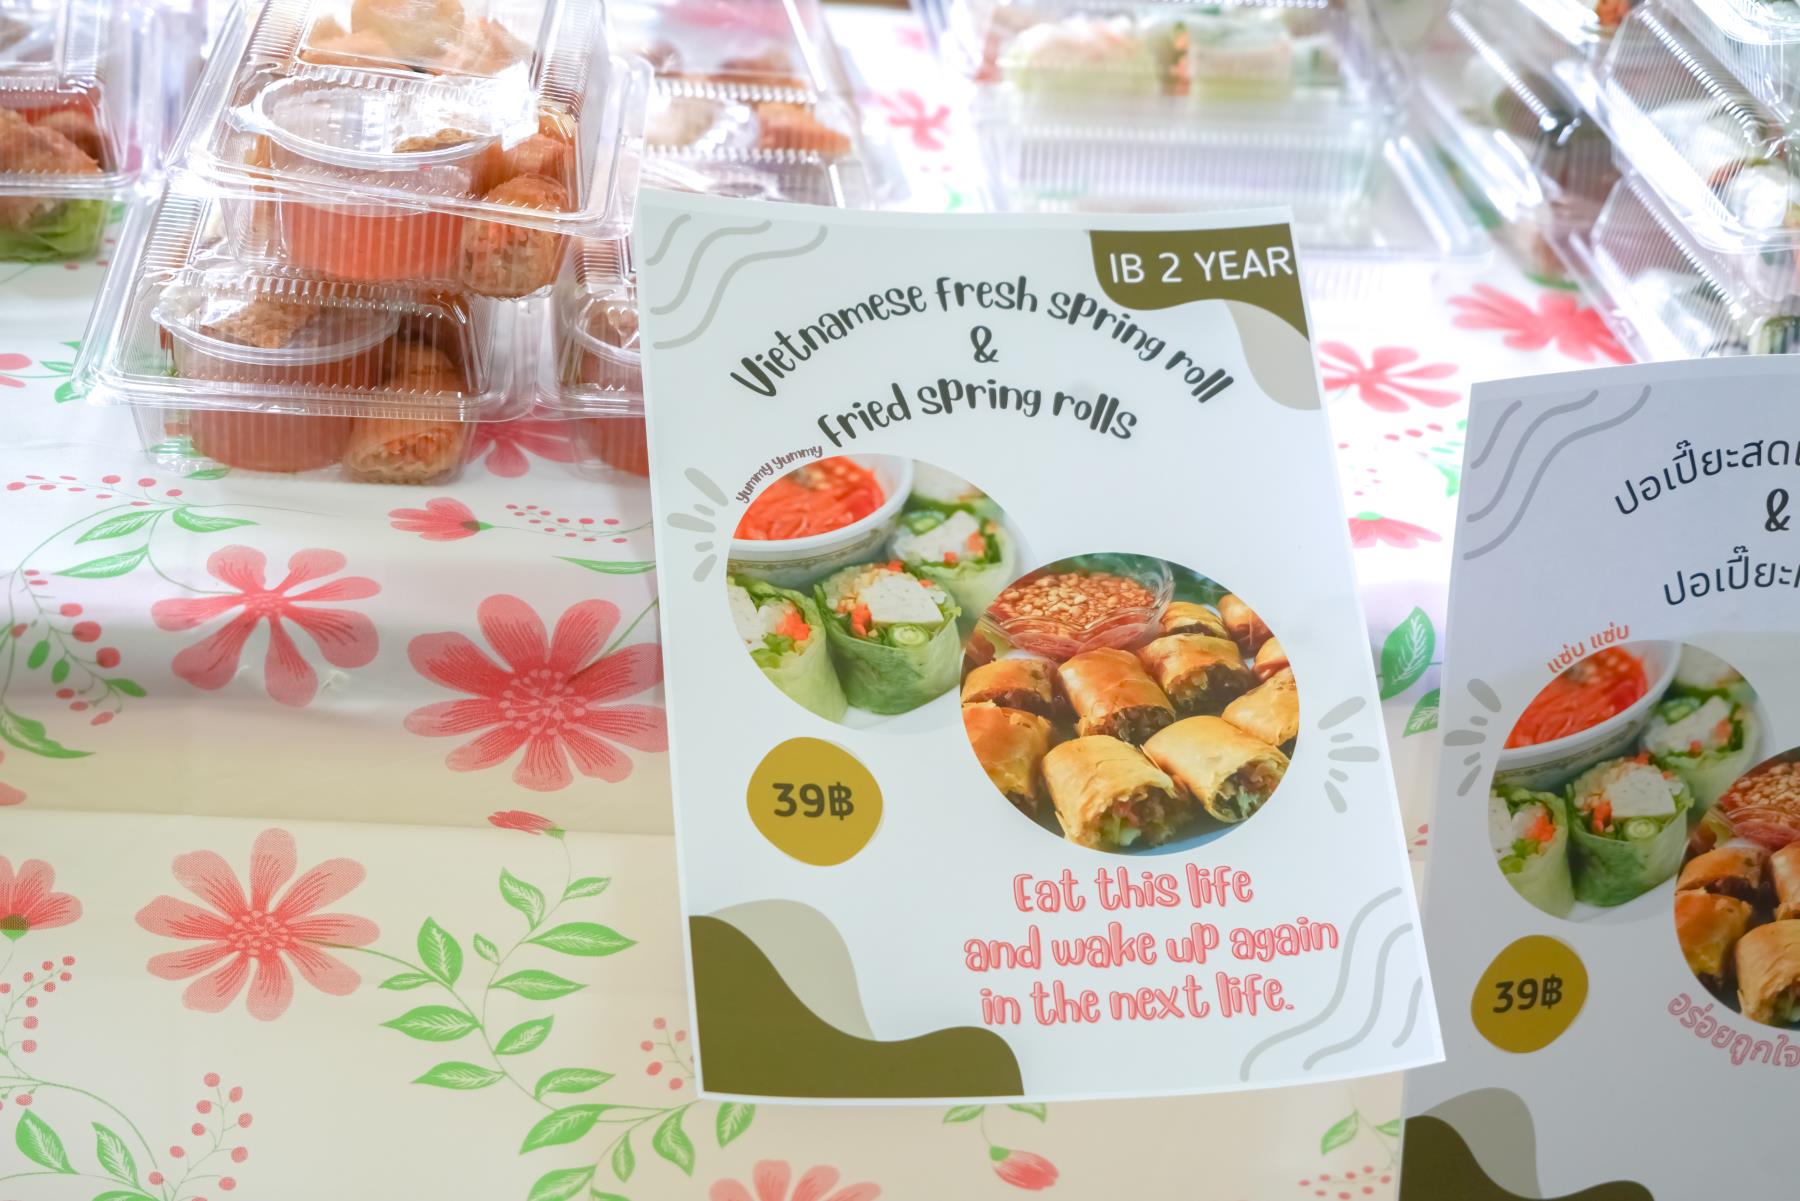 IB 2 YEAR
Vietnamese Fresh spring roll
&
Fried spring rolls
yummy yummy
39฿
Eat this life
and wake up again
in the next life.
ปอเปี๊ยะสด
&
ปอเปี๊ยะ
แซ่บ แซ่บ
39฿
อร่อยถูกใจ